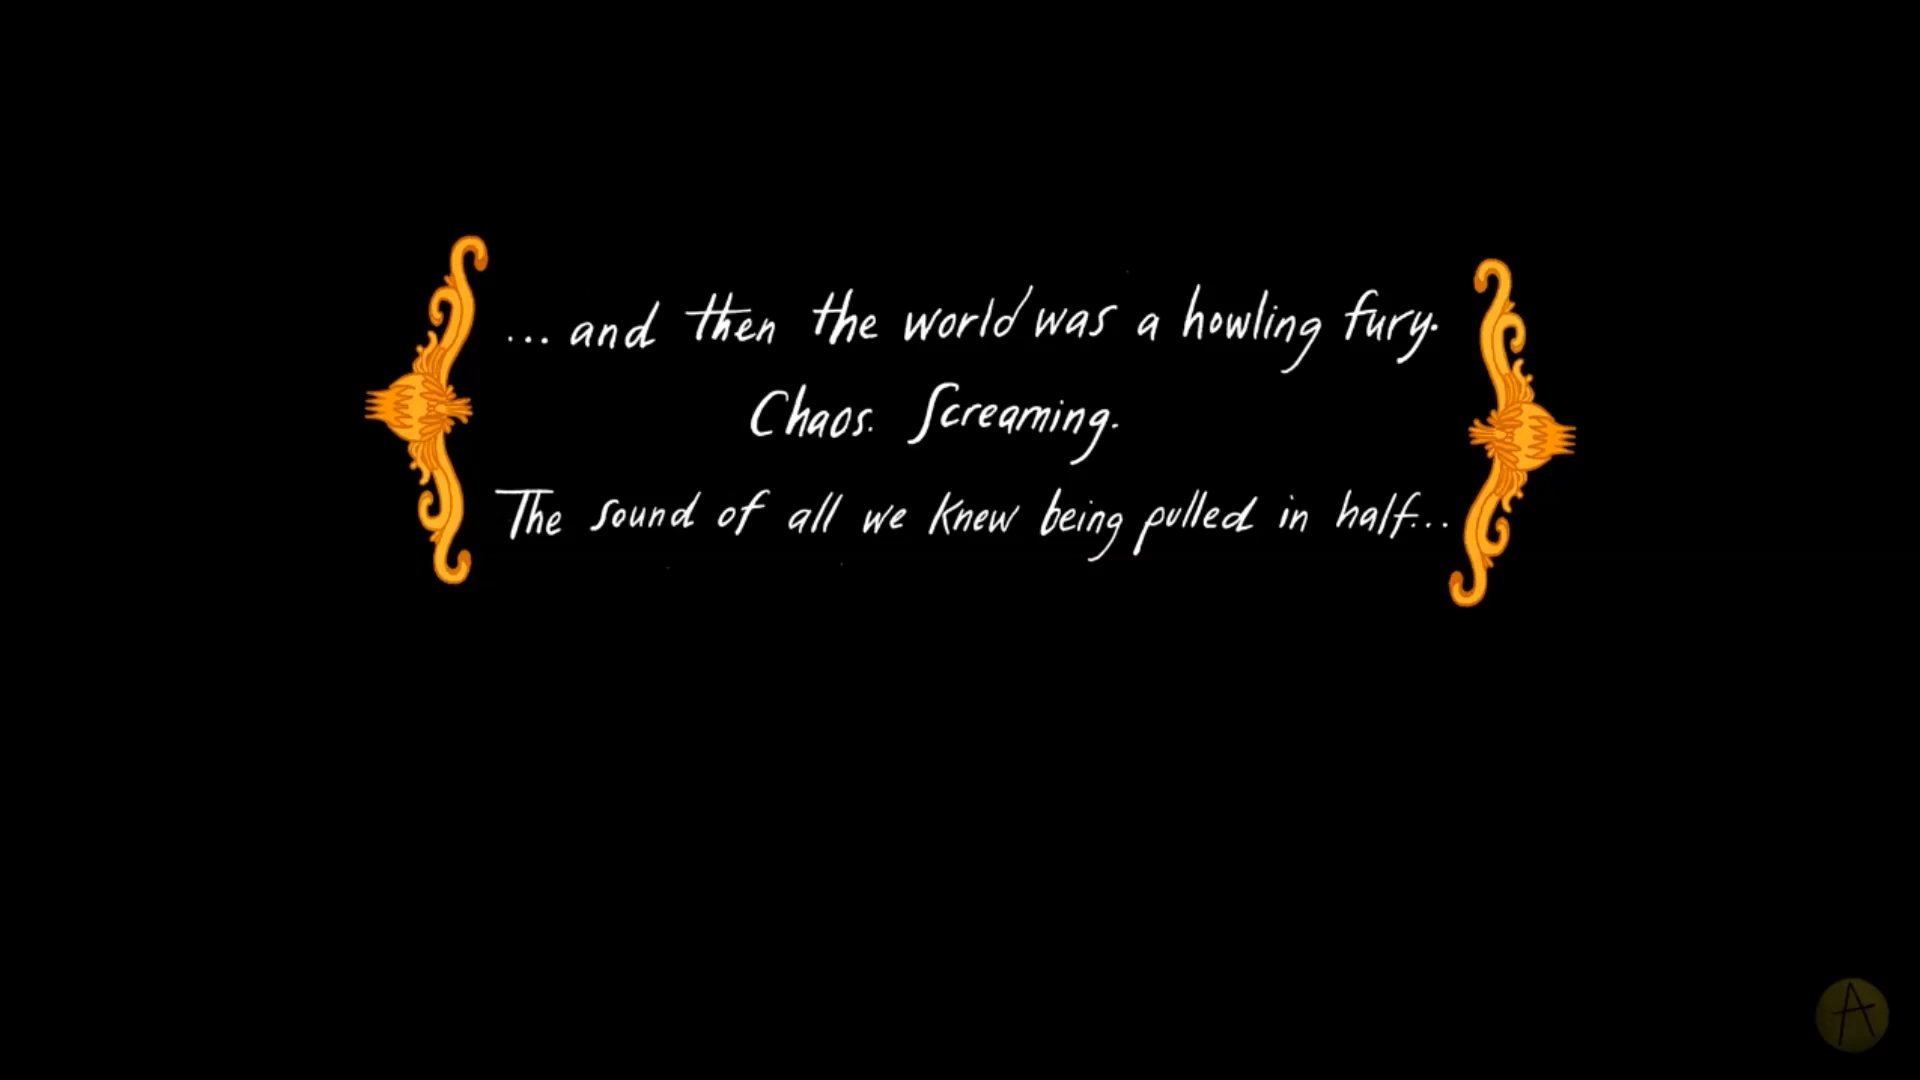 ... and then the world was a howling fury.
Chaos. Screaming.
The sound of all we knew being pulled in half...
A